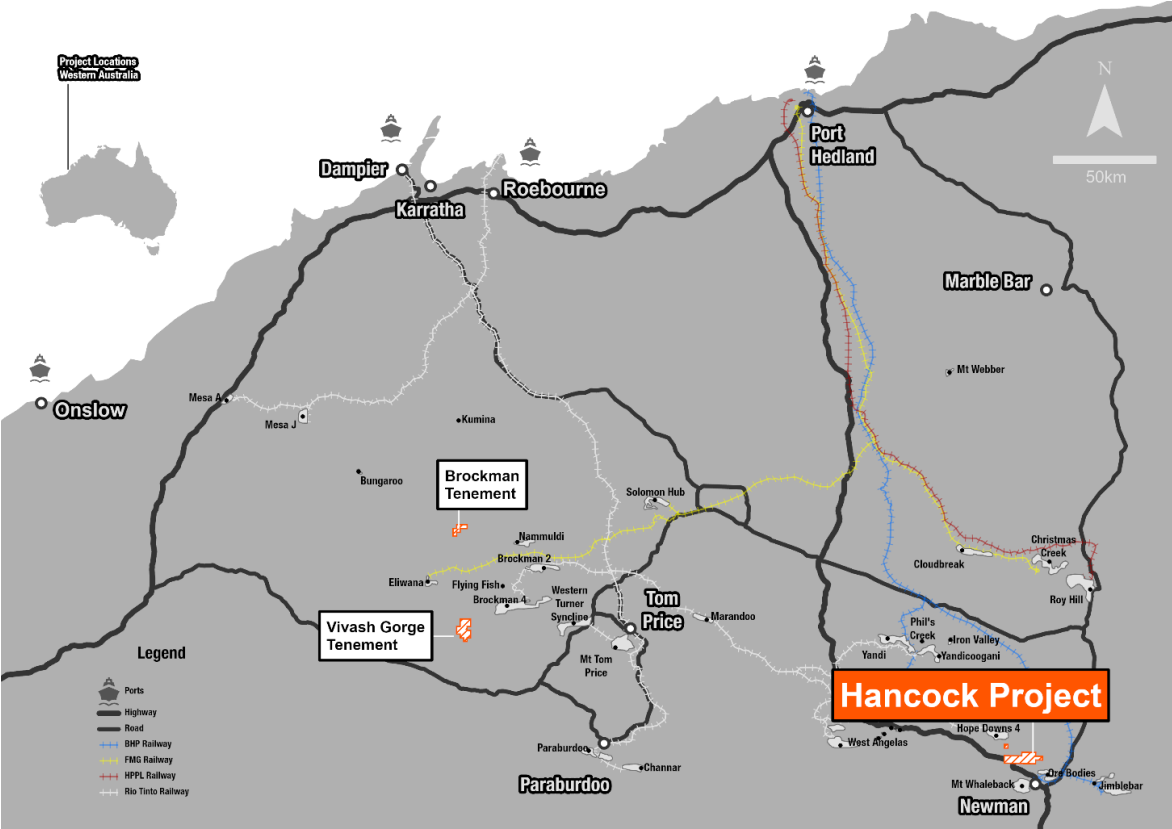 Project Locations
Western Australia
N
50km
Port
Hedland
Dampier
Karratha
Roebourne
Marble Bar
Mt Webber
Onslow
Mesa A
Mesa J
Kumina
Bungaroo
Brockman
Tenement
Solomon Hub
Nammuldi
Brockman 2
Eliwana
Flying Fish
Brockman 4
Western
Turner
Syncline
Tom
Price
Marandoo
Mt Tom
Price
Cloudbreak
Christmas
Creek
Roy Hill
Phil's
Creek
Iron Valley
Yandi
Yandicoogani
Vivash Gorge
Tenement
Hancock Project
Hope Downs 4
West Angelas
Paraburdoo
Channar
Paraburdoo
Ore Bodies
Mt Whaleback
Jimblebar
Newman
Legend
Ports
Highway
Road
BHP Railway
FMG Railway
HPPL Railway
Rio Tinto Railway